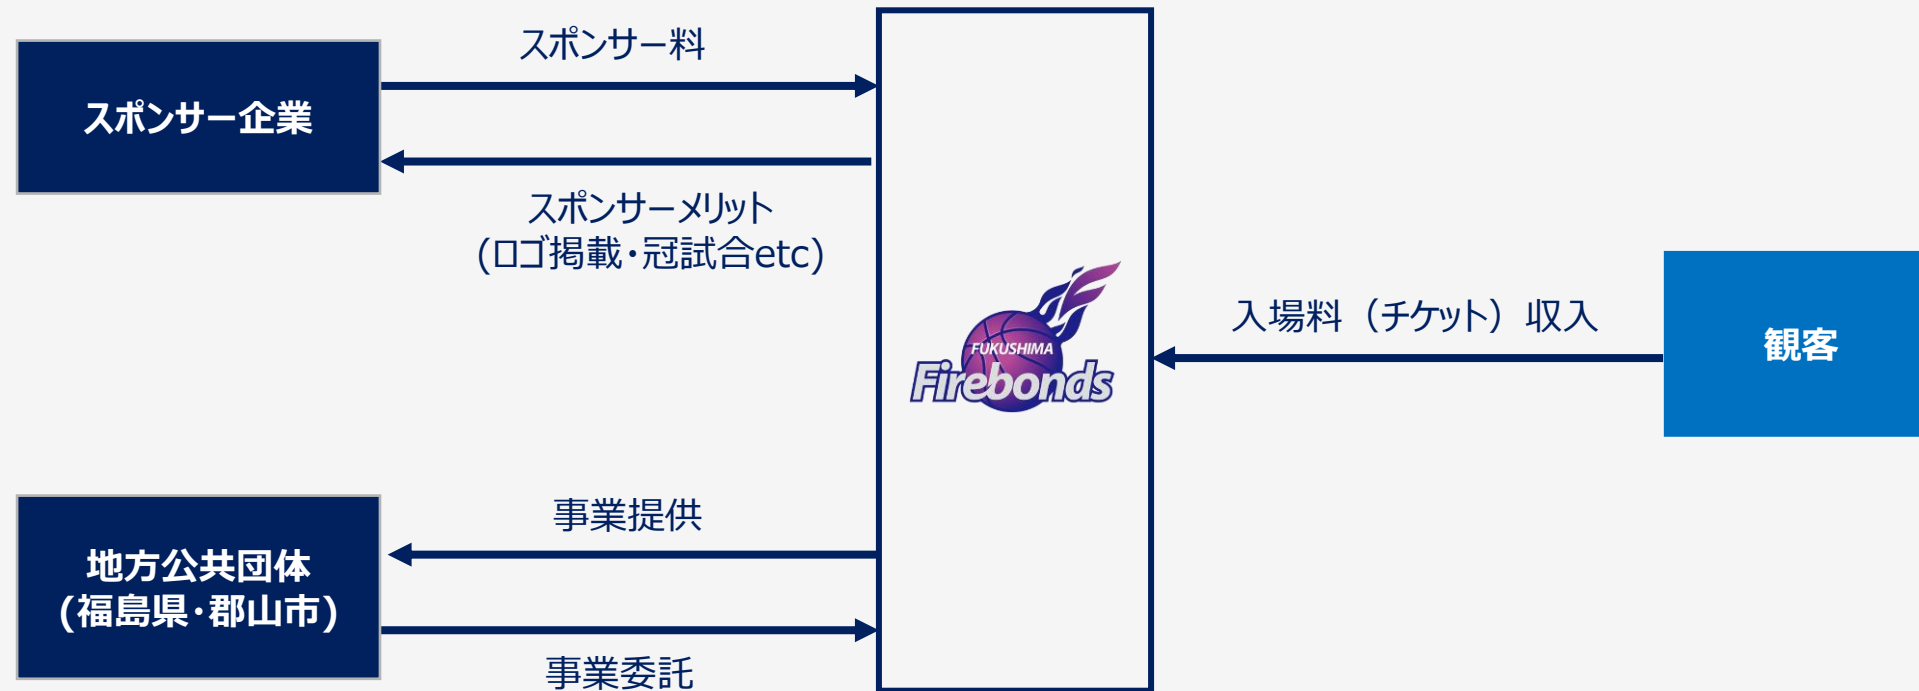 スポンサー料
スポンサー企業
スポンサーメリット
(ロゴ掲載・冠試合etc)
FUKUSHIMA
Firebonds
入場料（チケット）収入
観客
事業提供
地方公共団体
(福島県・郡山市)
事業委託